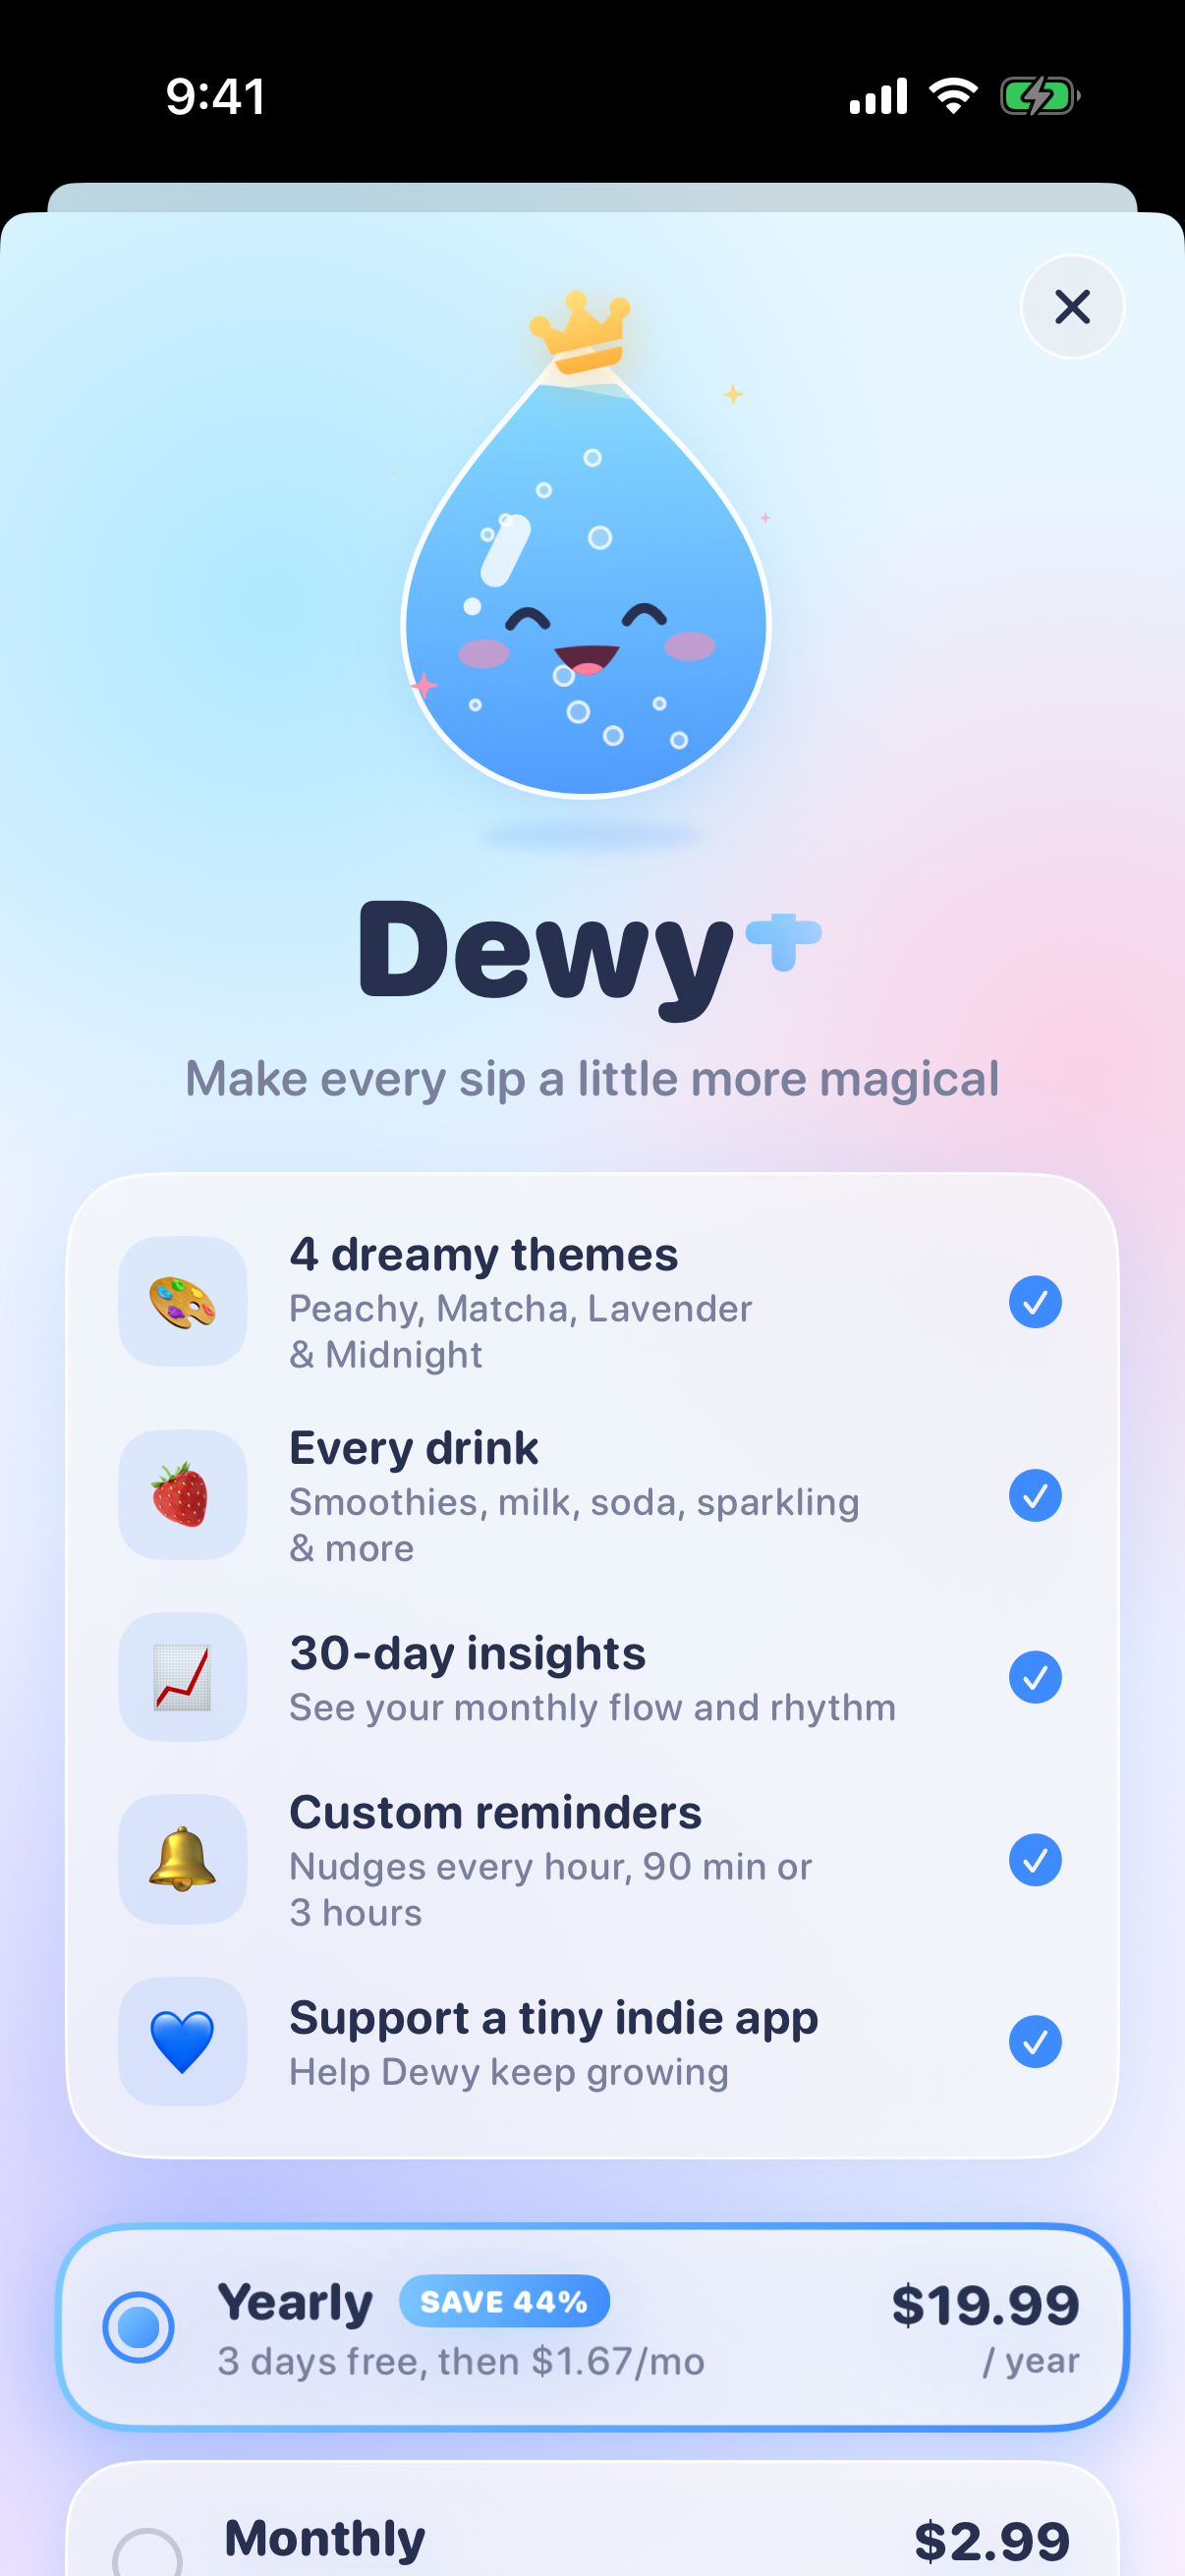 9:41
Dewy+
Make every sip a little more magical
4 dreamy themes
Peachy, Matcha, Lavender
& Midnight
Every drink
Smoothies, milk, soda, sparkling
& more
30-day insights
See your monthly flow and rhythm
Custom reminders
Nudges every hour, 90 min or
3 hours
Support a tiny indie app
Help Dewy keep growing
Yearly SAVE 44% $19.99
3 days free, then $1.67/mo / year
Monthly $2.99